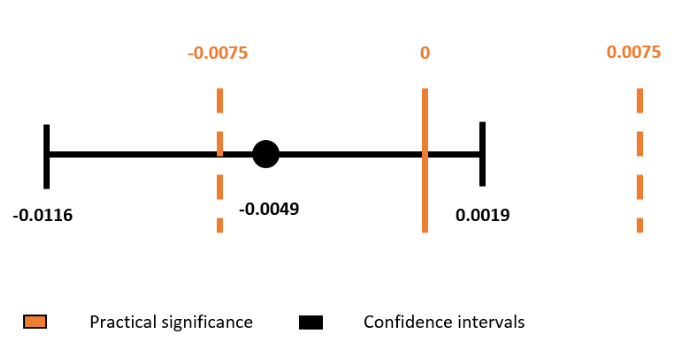 -0.0075 0 0.0075
-0.0116 -0.0049 0.0019
Practical significance Confidence intervals